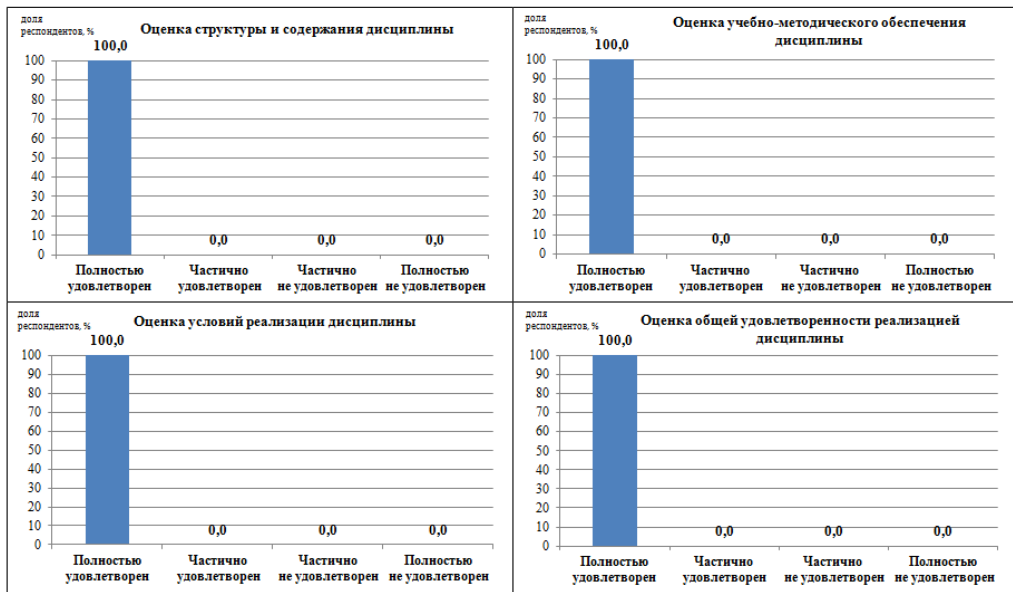 доля
респондентов, %
Оценка структуры и содержания дисциплины
100,0
100
90
80
70
60
50
40
30
20
10
0
0,0 0,0 0,0
Полностью удовлетворен
Частично удовлетворен
Частично не удовлетворен
Полностью не удовлетворен
доля
респондентов, %
Оценка учебно-методического обеспечения
дисциплины
100,0
100
90
80
70
60
50
40
30
20
10
0
0,0 0,0 0,0
Полностью удовлетворен
Частично удовлетворен
Частично не удовлетворен
Полностью не удовлетворен
доля
респондентов, %
Оценка условий реализации дисциплины
100,0
100
90
80
70
60
50
40
30
20
10
0
0,0 0,0 0,0
Полностью удовлетворен
Частично удовлетворен
Частично не удовлетворен
Полностью не удовлетворен
доля
респондентов, %
Оценка общей удовлетворенности реализацией
дисциплины
100,0
100
90
80
70
60
50
40
30
20
10
0
0,0 0,0 0,0
Полностью удовлетворен
Частично удовлетворен
Частично не удовлетворен
Полностью не удовлетворен